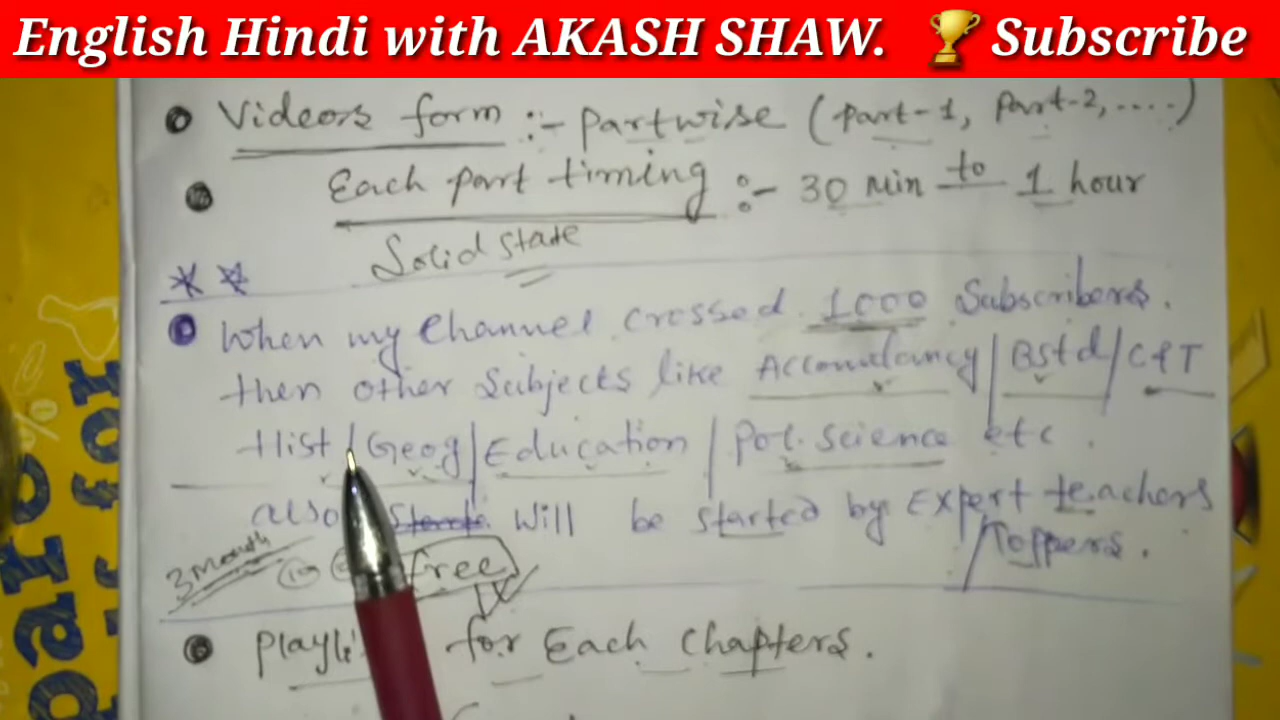 English Hindi with AKASH SHAW. 🏆 Subscribe
Videos form :- partwise (part-1, part-2,....)
Each part timing :- 30 Min to 1 hour
Solid state
When my channel crossed 1000 Subscribers.
then other Subjects like Accountancy/BStd/C&T
Hist/Geog/Education/Pol. Science etc.
also will be started by Expert teachers
/Toppers.
3 Month
free
for Each chapters.